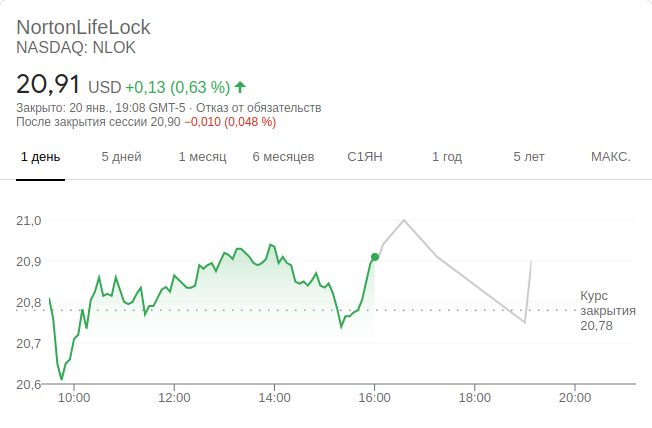 NortonLifeLock
NASDAQ: NLOK
20,91 USD +0,13 (0,63 %)
Закрыто: 20 янв., 19:08 GMT-5 · Отказ от обязательств
После закрытия сессии 20,90 −0,010 (0,048 %)
1 день 5 дней 1 месяц 6 месяцев С1ЯН 1 год 5 лет МАКС.
21,0
20,9
20,8
20,7
20,6
Курс
закрытия
20,78
10:00 12:00 14:00 16:00 18:00 20:00